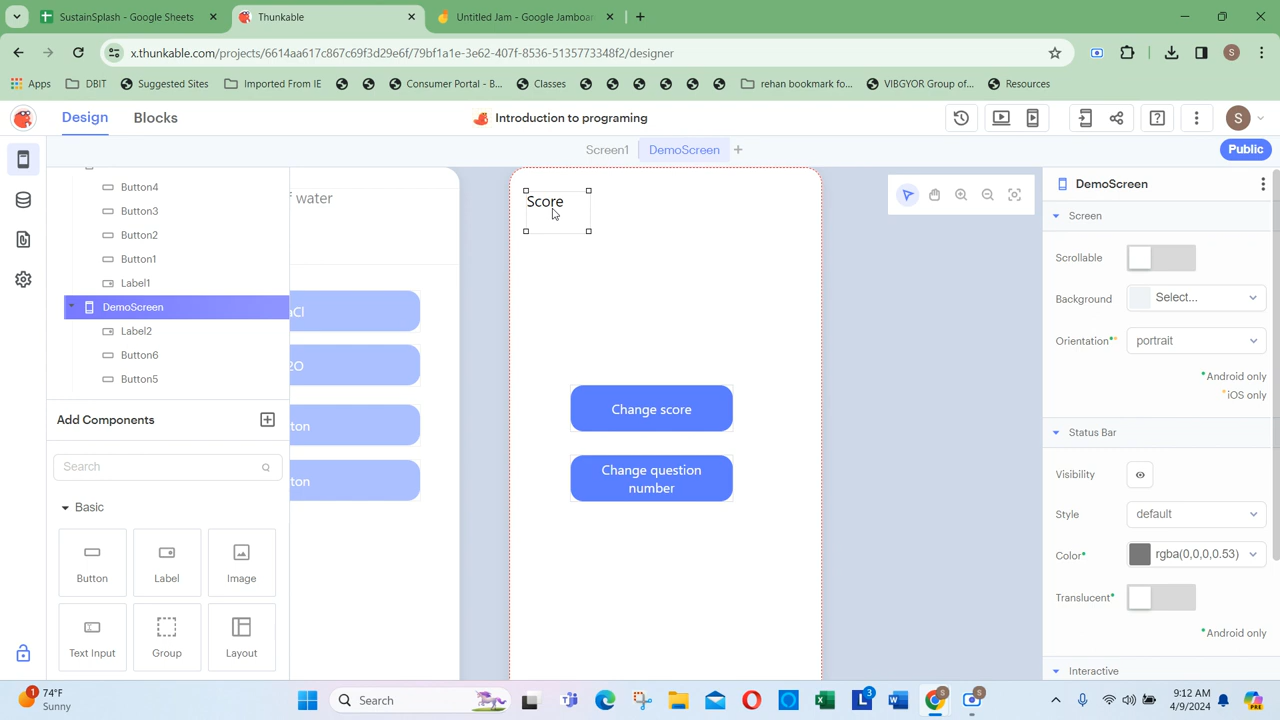 SustainSplash - Google Sheets
Thunkable
Untitled Jam - Google Jamboar
x.thunkable.com/projects/6614aa617c867c69f3d29e6f/79bf1a1e-3e62-407f-8536-5135773348f2/designer
S
Apps
DBIT
Suggested Sites
Imported From IE
Consumer Portal - B...
Classes
rehan bookmark fo...
VIBGYOR Group of...
Resources
Design
Blocks
Introduction to programing
S
Screen1
DemoScreen
Public
Button4
Button3
Button2
Button1
Label1
DemoScreen
Label2
Button6
Button5
Add Components
Search
Basic
Button
Label
Image
Text Input
Group
Layout
f water
Score
Change score
Change question
number
DemoScreen
Screen
Scrollable
Background
Select...
Orientation**
portrait
*Android only
*iOS only
Status Bar
Visibility
Style
default
Color*
rgba(0,0,0,0.53)
Translucent*
*Android only
Interactive
1
74°F
Sunny
Search
3
9:12 AM
4/9/2024